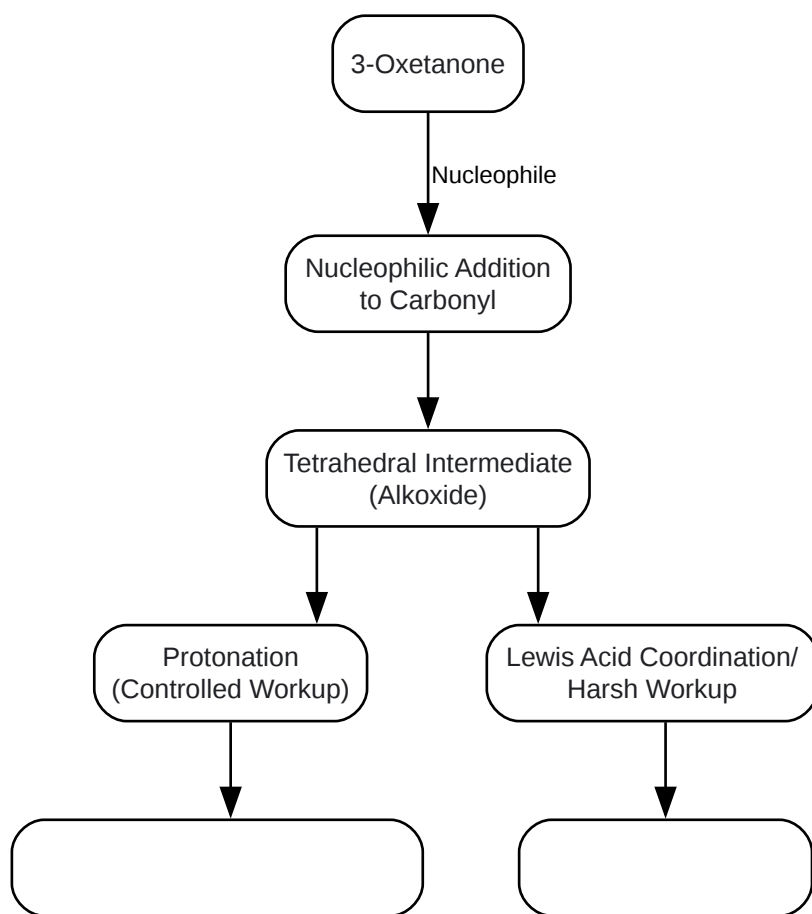 3-Oxetanone
Nucleophile
Nucleophilic Addition
to Carbonyl
Tetrahedral Intermediate
(Alkoxide)
Protonation
(Controlled Workup)
Lewis Acid Coordination/
Harsh Workup